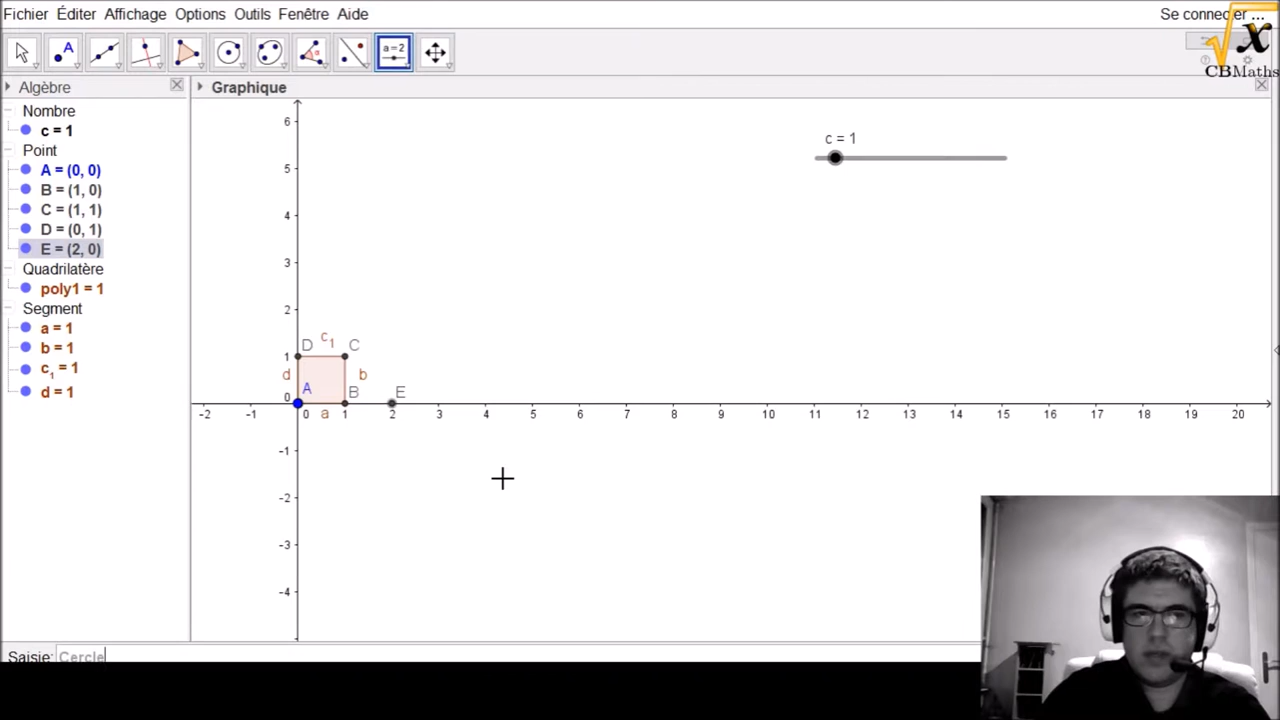 Fichier Éditer Affichage Options Outils Fenêtre Aide
Se connecter ...
A
α
a=2
x
CBMaths
Algèbre
Graphique
Nombre
c = 1
Point
A = (0, 0)
B = (1, 0)
C = (1, 1)
D = (0, 1)
E = (2, 0)
Quadrilatère
poly1 = 1
Segment
a = 1
b = 1
c₁ = 1
d = 1
c = 1
6
5
4
3
2
1
0
-1
-2
-3
-4
D c₁ C
d b
A B E
a
-2 -1 0 1 2 3 4 5 6 7 8 9 10 11 12 13 14 15 16 17 18 19 20
Saisie: Cercle